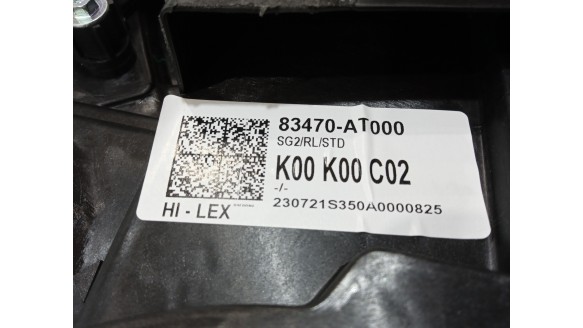 83470-AT000
SG2/RL/STD
K00 K00 C02
-/-
230721S350A0000825
HI - LEX